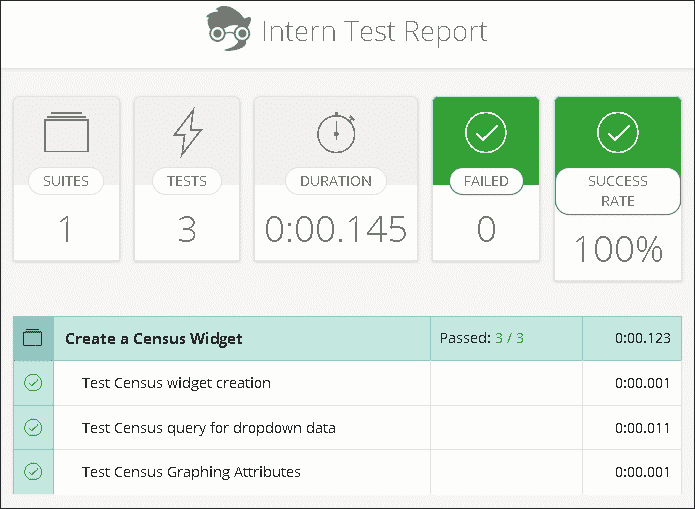 Intern Test Report
SUITES
1
TESTS
3
DURATION
0:00.145
FAILED
0
SUCCESS
RATE
100%
Create a Census Widget Passed: 3 / 3 0:00.123
Test Census widget creation 0:00.001
Test Census query for dropdown data 0:00.011
Test Census Graphing Attributes 0:00.001